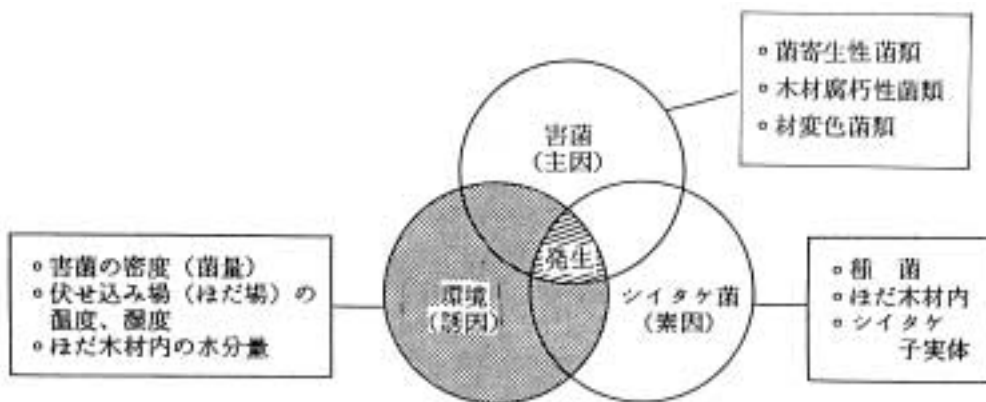 ◦ 菌寄生性菌類
◦ 木材腐朽性菌類
◦ 材変色菌類
害菌
(主因)
発生
環境
(誘因)
シイタケ菌
(素因)
◦ 害菌の密度(菌量)
◦ 伏せ込み場(ほだ場)の
温度、湿度
◦ ほだ木材内の水分量
◦ 種 菌
◦ ほだ木材内
◦ シイタケ
子実体